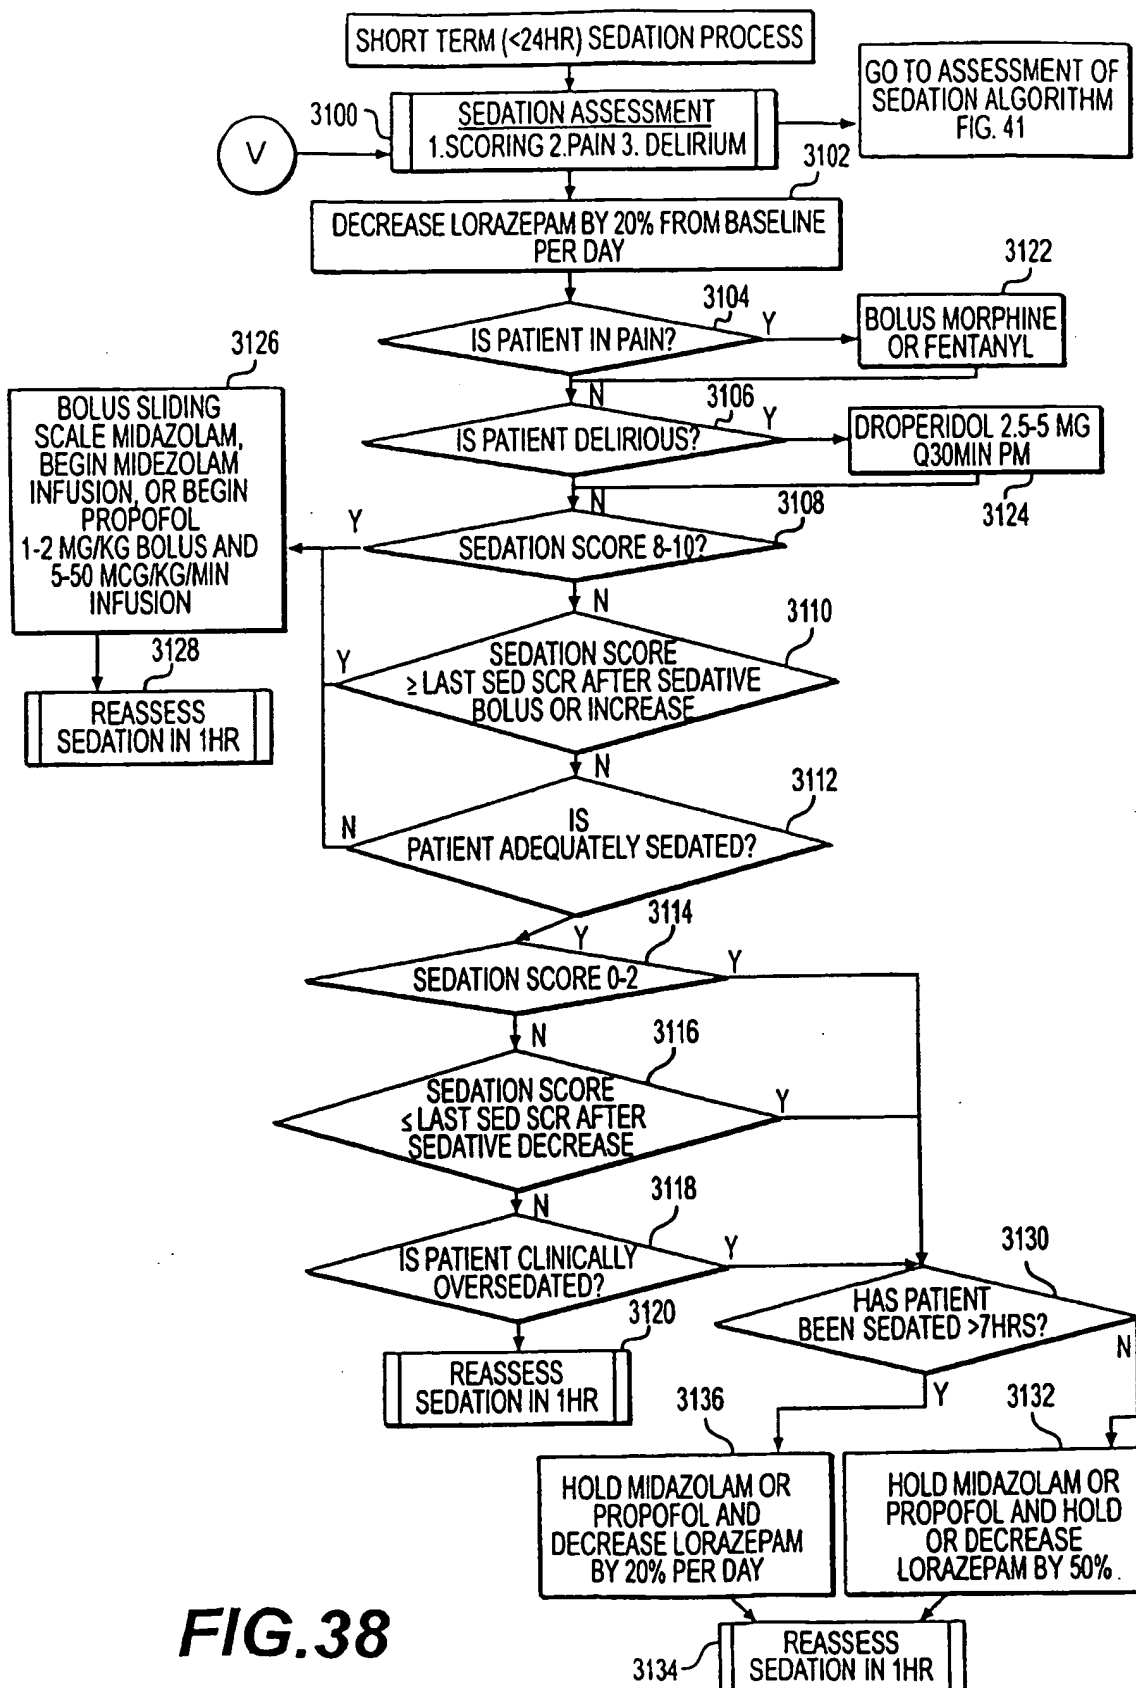 SHORT TERM (<24HR) SEDATION PROCESS
GO TO ASSESSMENT OF
SEDATION ALGORITHM
FIG. 41
3100
SEDATION ASSESSMENT
1.SCORING 2.PAIN 3. DELIRIUM
V
3102
DECREASE LORAZEPAM BY 20% FROM BASELINE
PER DAY
3104
IS PATIENT IN PAIN?
Y
3122
BOLUS MORPHINE
OR FENTANYL
N
3106
IS PATIENT DELIRIOUS?
Y
DROPERIDOL 2.5-5 MG
Q30MIN PM
3124
N
3108
SEDATION SCORE 8-10?
Y
3126
BOLUS SLIDING
SCALE MIDAZOLAM,
BEGIN MIDEZOLAM
INFUSION, OR BEGIN
PROPOFOL
1-2 MG/KG BOLUS AND
5-50 MCG/KG/MIN
INFUSION
3128
REASSESS
SEDATION IN 1HR
N
3110
SEDATION SCORE
≥ LAST SED SCR AFTER SEDATIVE
BOLUS OR INCREASE
Y
N
3112
IS
PATIENT ADEQUATELY SEDATED?
N
Y
3114
SEDATION SCORE 0-2
Y
N
3116
SEDATION SCORE
≤ LAST SED SCR AFTER
SEDATIVE DECREASE
Y
N
3118
IS PATIENT CLINICALLY
OVERSEDATED?
Y
3120
REASSESS
SEDATION IN 1HR
3130
HAS PATIENT
BEEN SEDATED >7HRS?
N
Y
3136
HOLD MIDAZOLAM OR
PROPOFOL AND
DECREASE LORAZEPAM
BY 20% PER DAY
3132
HOLD MIDAZOLAM OR
PROPOFOL AND HOLD
OR DECREASE
LORAZEPAM BY 50%.
3134
REASSESS
SEDATION IN 1HR
FIG.38